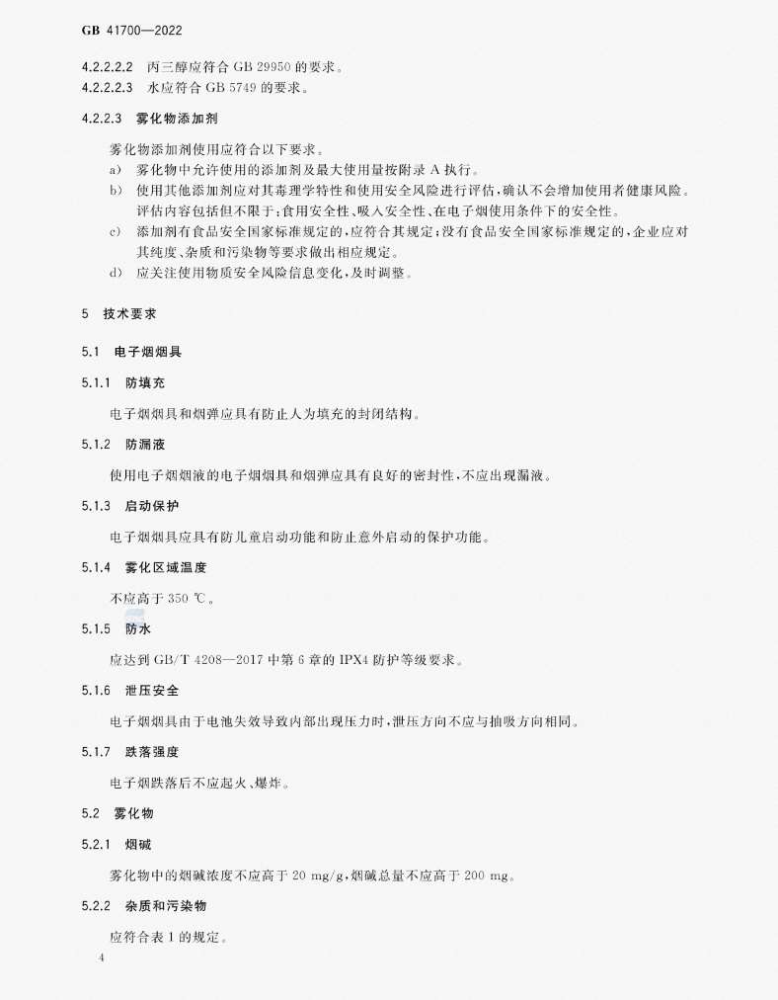 GB 41700—2022
4.2.2.2.2 丙三醇应符合 GB 29950 的要求。
4.2.2.2.3 水应符合 GB 5749 的要求。
4.2.2.3 雾化物添加剂
雾化物添加剂使用应符合以下要求。
a) 雾化物中允许使用的添加剂及最大使用量按附录 A 执行。
b) 使用其他添加剂应对其毒理学特性和使用安全风险进行评估,确认不会增加使用者健康风险。
评估内容包括但不限于:食用安全性、吸入安全性、在电子烟使用条件下的安全性。
c) 添加剂有食品安全国家标准规定的,应符合其规定;没有食品安全国家标准规定的,企业应对
其纯度、杂质和污染物等要求做出相应规定。
d) 应关注使用物质安全风险信息变化,及时调整。
5 技术要求
5.1 电子烟烟具
5.1.1 防填充
电子烟烟具和烟弹应具有防止人为填充的封闭结构。
5.1.2 防漏液
使用电子烟烟液的电子烟烟具和烟弹应具有良好的密封性,不应出现漏液。
5.1.3 启动保护
电子烟烟具应具有防儿童启动功能和防止意外启动的保护功能。
5.1.4 雾化区域温度
不应高于 350 ℃。
5.1.5 防水
应达到 GB/T 4208—2017 中第 6 章的 IPX4 防护等级要求。
5.1.6 泄压安全
电子烟烟具由于电池失效导致内部出现压力时,泄压方向不应与抽吸方向相同。
5.1.7 跌落强度
电子烟跌落后不应起火、爆炸。
5.2 雾化物
5.2.1 烟碱
雾化物中的烟碱浓度不应高于 20 mg/g,烟碱总量不应高于 200 mg。
5.2.2 杂质和污染物
应符合表 1 的规定。
4